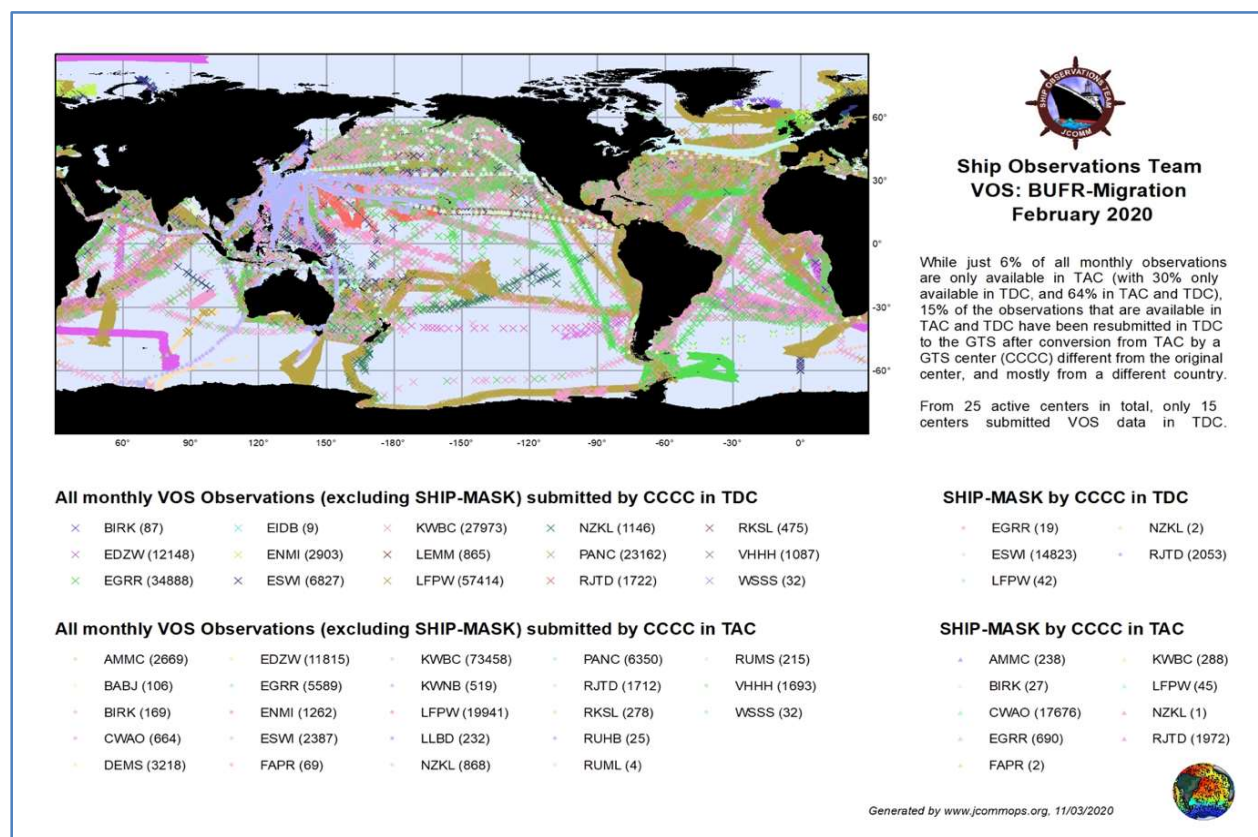 SHIP OBSERVATIONS TEAM
JCOMM
Ship Observations Team
VOS: BUFR-Migration
February 2020
60°
30°
0°
-30°
-60°
60°
90°
120°
150°
-180°
-150°
-120°
-90°
-60°
-30°
0°
While just 6% of all monthly observations
are only available in TAC (with 30% only
available in TDC, and 64% in TAC and TDC),
15% of the observations that are available in
TAC and TDC have been resubmitted in TDC
to the GTS after conversion from TAC by a
GTS center (CCCC) different from the original
center, and mostly from a different country.
From 25 active centers in total, only 15
centers submitted VOS data in TDC.
All monthly VOS Observations (excluding SHIP-MASK) submitted by CCCC in TDC
BIRK (87)
EDZW (12148)
EGRR (34888)
EIDB (9)
ENMI (2903)
ESWI (6827)
KWBC (27973)
LEMM (865)
LFPW (57414)
NZKL (1146)
PANC (23162)
RJTD (1722)
RKSL (475)
VHHH (1087)
WSSS (32)
SHIP-MASK by CCCC in TDC
EGRR (19)
ESWI (14823)
LFPW (42)
NZKL (2)
RJTD (2053)
All monthly VOS Observations (excluding SHIP-MASK) submitted by CCCC in TAC
AMMC (2669)
BABJ (106)
BIRK (169)
CWAO (664)
DEMS (3218)
EDZW (11815)
EGRR (5589)
ENMI (1262)
ESWI (2387)
FAPR (69)
KWBC (73458)
KWNB (519)
LFPW (19941)
LLBD (232)
NZKL (868)
PANC (6350)
RJTD (1712)
RKSL (278)
RUHB (25)
RUML (4)
RUMS (215)
VHHH (1693)
WSSS (32)
SHIP-MASK by CCCC in TAC
AMMC (238)
BIRK (27)
CWAO (17676)
EGRR (690)
FAPR (2)
KWBC (288)
LFPW (45)
NZKL (1)
RJTD (1972)
Generated by www.jcommops.org, 11/03/2020